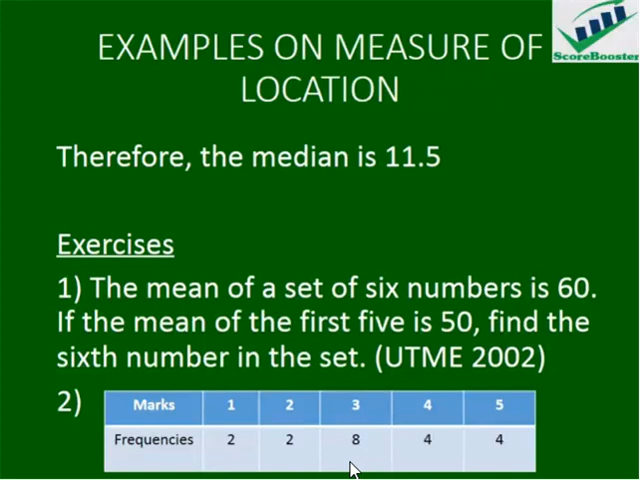 EXAMPLES ON MEASURE OF
LOCATION
ScoreBooster
Therefore, the median is 11.5
Exercises
1) The mean of a set of six numbers is 60.
If the mean of the first five is 50, find the
sixth number in the set. (UTME 2002)
2)
Marks 1 2 3 4 5
Frequencies 2 2 8 4 4